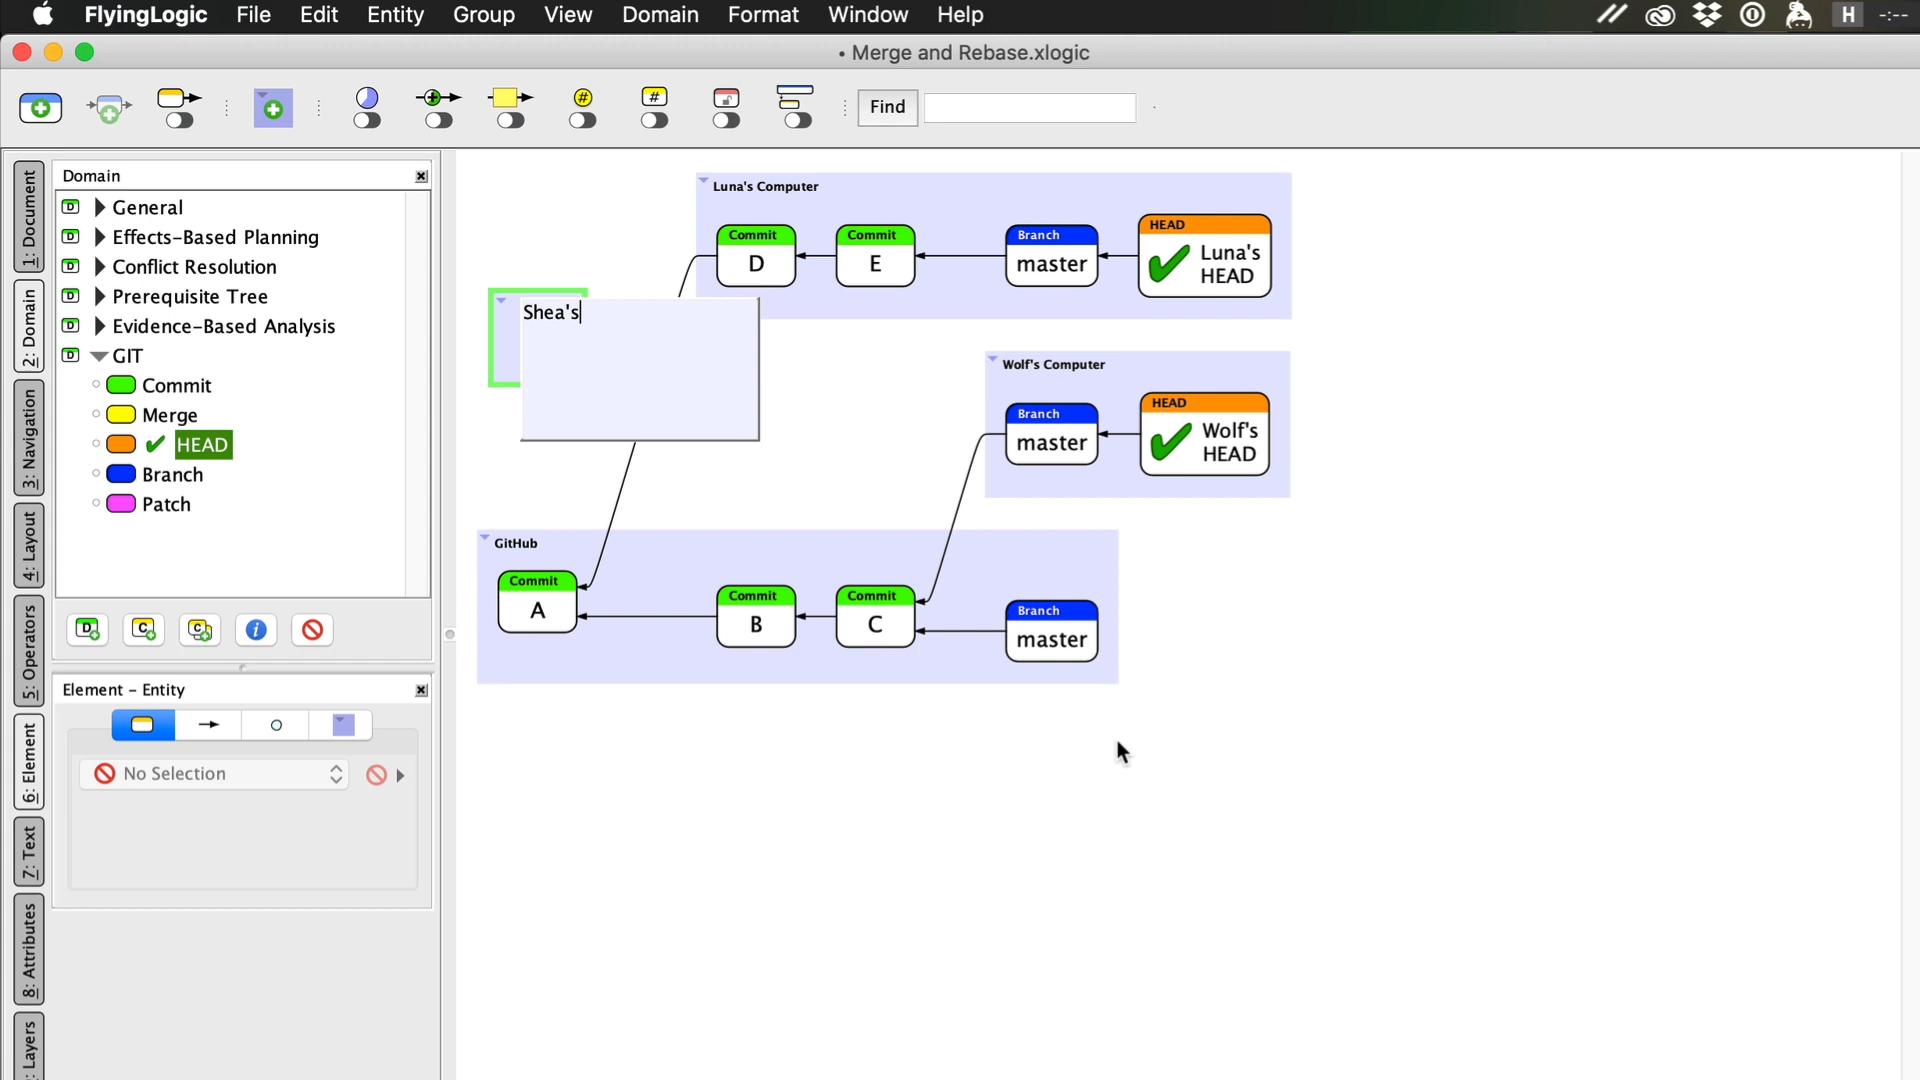 FlyingLogic File Edit Entity Group View Domain Format Window Help H -:--
• Merge and Rebase.xlogic
# # Find
1: Document
2: Domain
3: Navigation
4: Layout
5: Operators
6: Element
7: Text
8: Attributes
Layers
Domain
D General
D Effects-Based Planning
D Conflict Resolution
D Prerequisite Tree
D Evidence-Based Analysis
D GIT
Commit
Merge
HEAD
Branch
Patch
D C C i
Element - Entity
No Selection
Luna's Computer
Commit
D
Commit
E
Branch
master
HEAD
Luna's
HEAD
Shea's
Wolf's Computer
Branch
master
HEAD
Wolf's
HEAD
GitHub
Commit
A
Commit
B
Commit
C
Branch
master